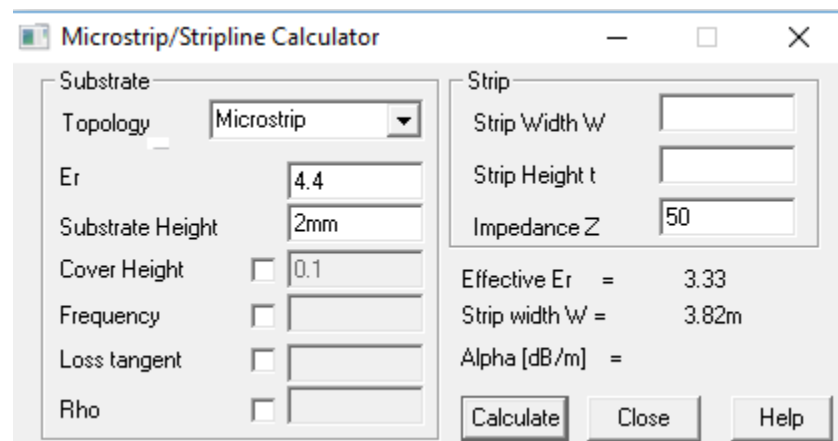 Microstrip/Stripline Calculator
Substrate
Topology Microstrip
Er 4.4
Substrate Height 2mm
Cover Height 0.1
Frequency
Loss tangent
Rho
Strip
Strip Width W
Strip Height t
Impedance Z 50
Effective Er = 3.33
Strip width W = 3.82m
Alpha [dB/m] =
Calculate Close Help